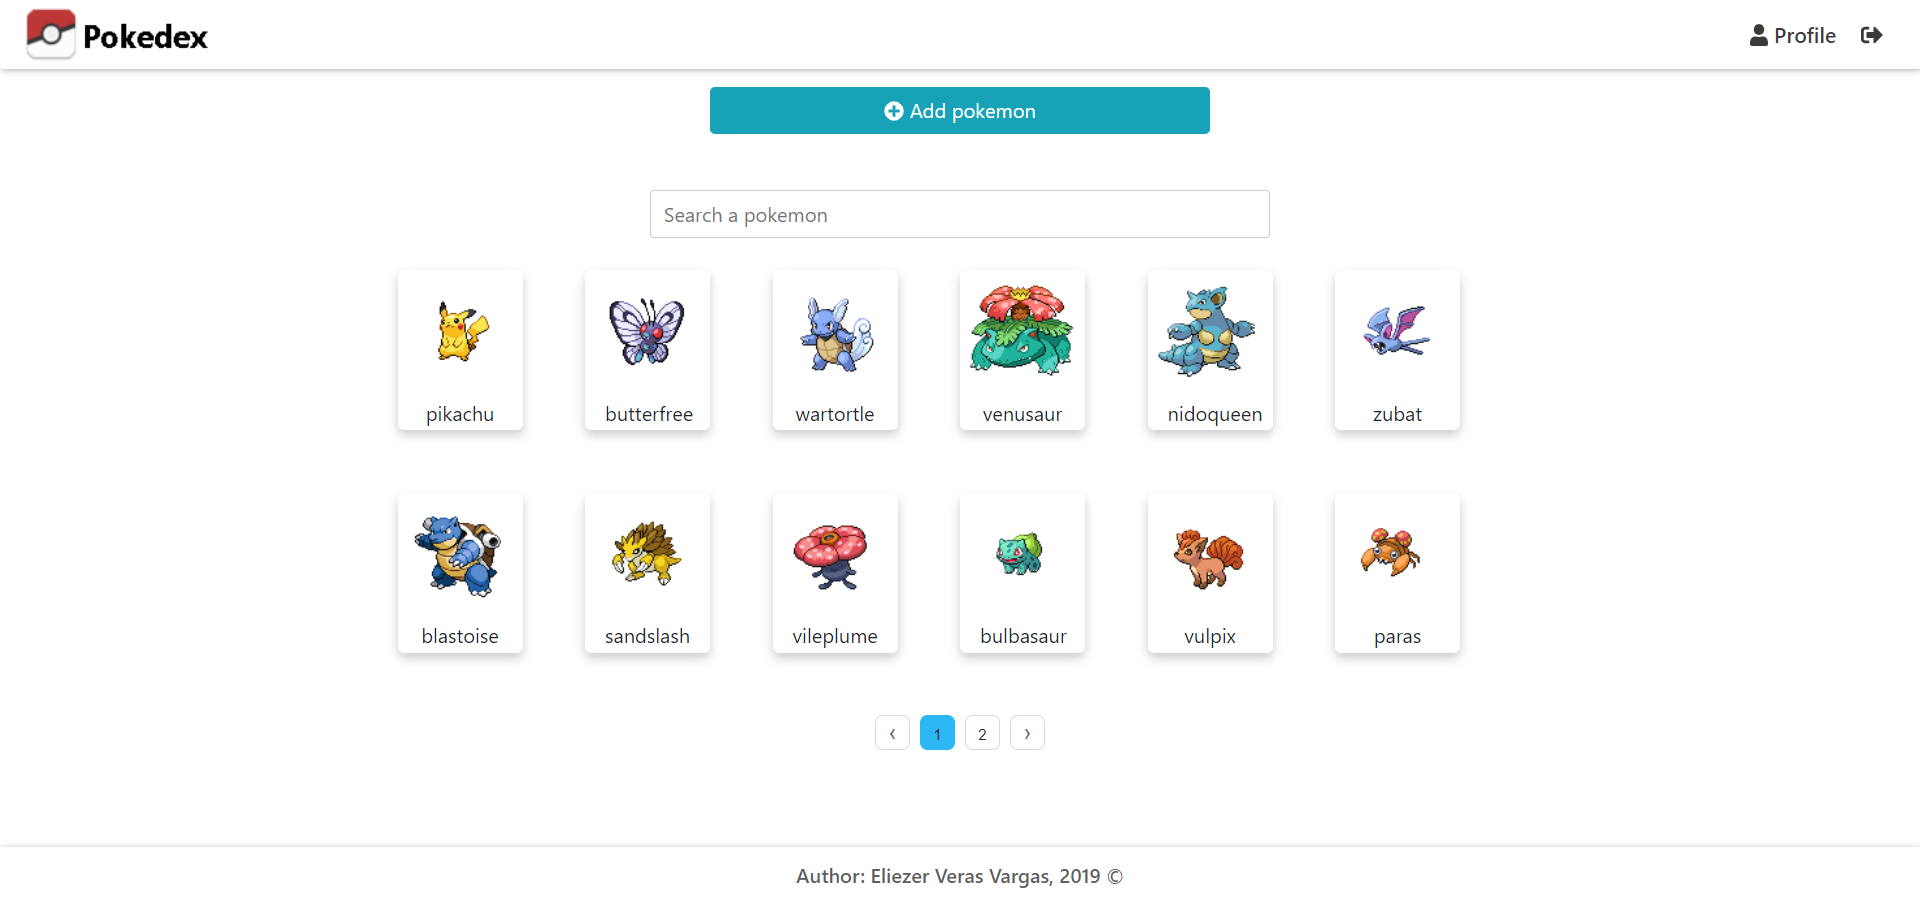 Pokedex
Profile
Add pokemon
Search a pokemon
pikachu butterfree wartortle venusaur nidoqueen zubat
blastoise sandslash vileplume bulbasaur vulpix paras
‹ 1 2 ›
Author: Eliezer Veras Vargas, 2019 ©